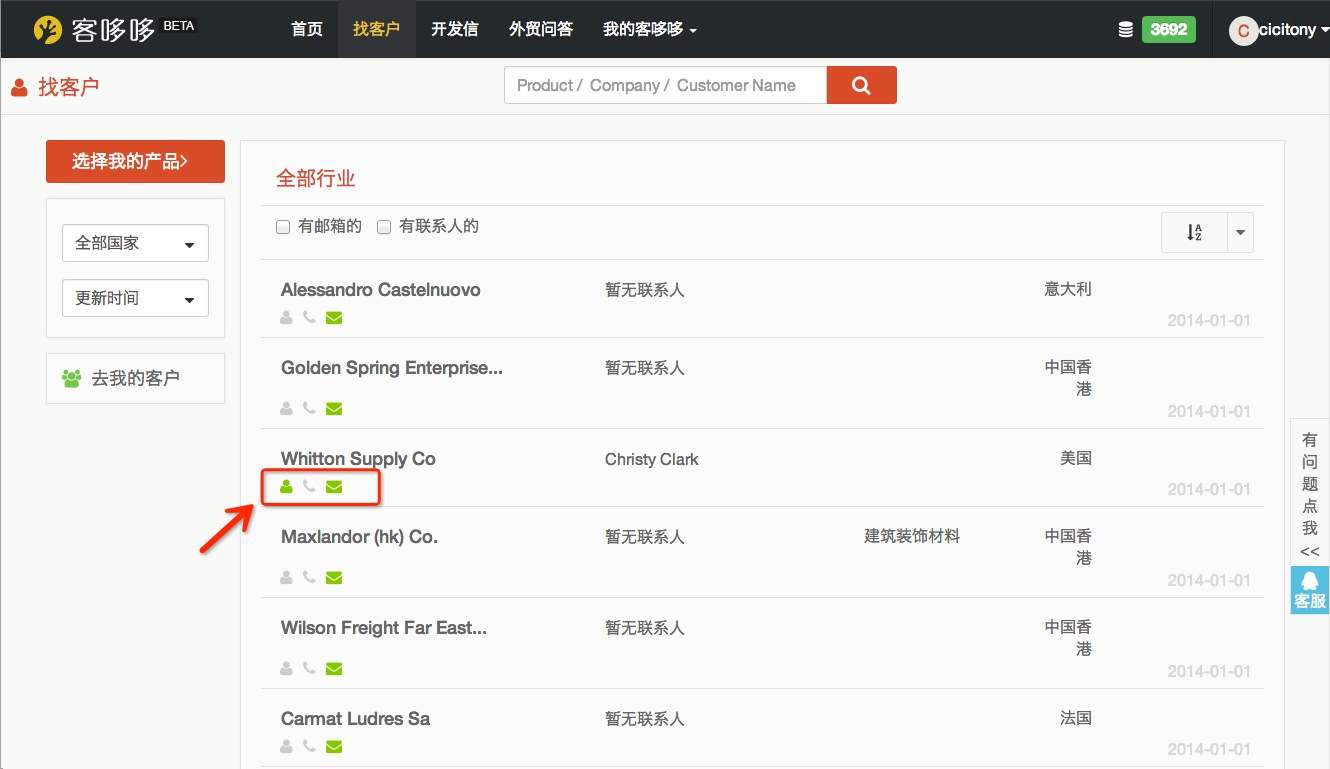 客哆哆 BETA 首页 找客户 开发信 外贸问答 我的客哆哆 3692 C cicitony
找客户 Product / Company / Customer Name
选择我的产品>
全部行业
有邮箱的 有联系人的
全部国家
更新时间
去我的客户
Alessandro Castelnuovo 暂无联系人 意大利
2014-01-01
Golden Spring Enterprise... 暂无联系人 中国香
港
2014-01-01
Whitton Supply Co Christy Clark 美国
2014-01-01
Maxlandor (hk) Co. 暂无联系人 建筑装饰材料 中国香
港
2014-01-01
Wilson Freight Far East... 暂无联系人 中国香
港
2014-01-01
Carmat Ludres Sa 暂无联系人 法国
2014-01-01
有
问
题
点
我
<<
客服